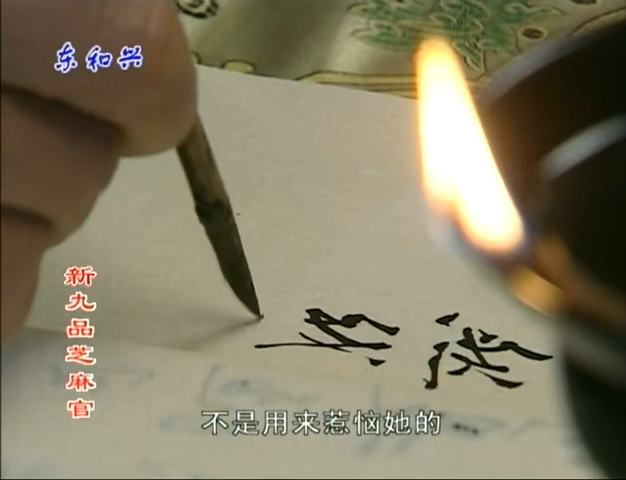 东和兴
新九品芝麻官
不是用来惹恼她的